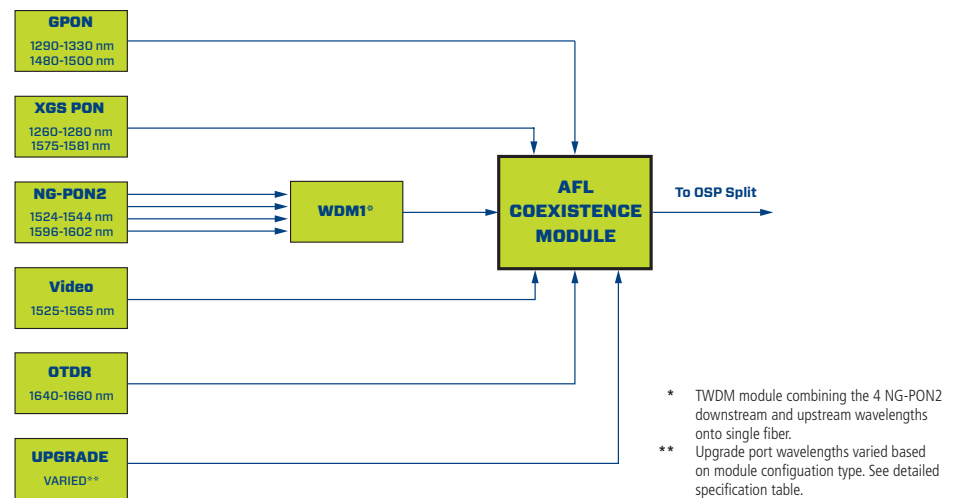 GPON
1290-1330 nm
1480-1500 nm
XGS PON
1260-1280 nm
1575-1581 nm
NG-PON2
1524-1544 nm
1596-1602 nm
WDM1*
AFL
COEXISTENCE
MODULE
To OSP Split
Video
1525-1565 nm
OTDR
1640-1660 nm
UPGRADE
VARIED**
* TWDM module combining the 4 NG-PON2
downstream and upstream wavelengths
onto single fiber.
** Upgrade port wavelengths varied based
on module configuation type. See detailed
specification table.